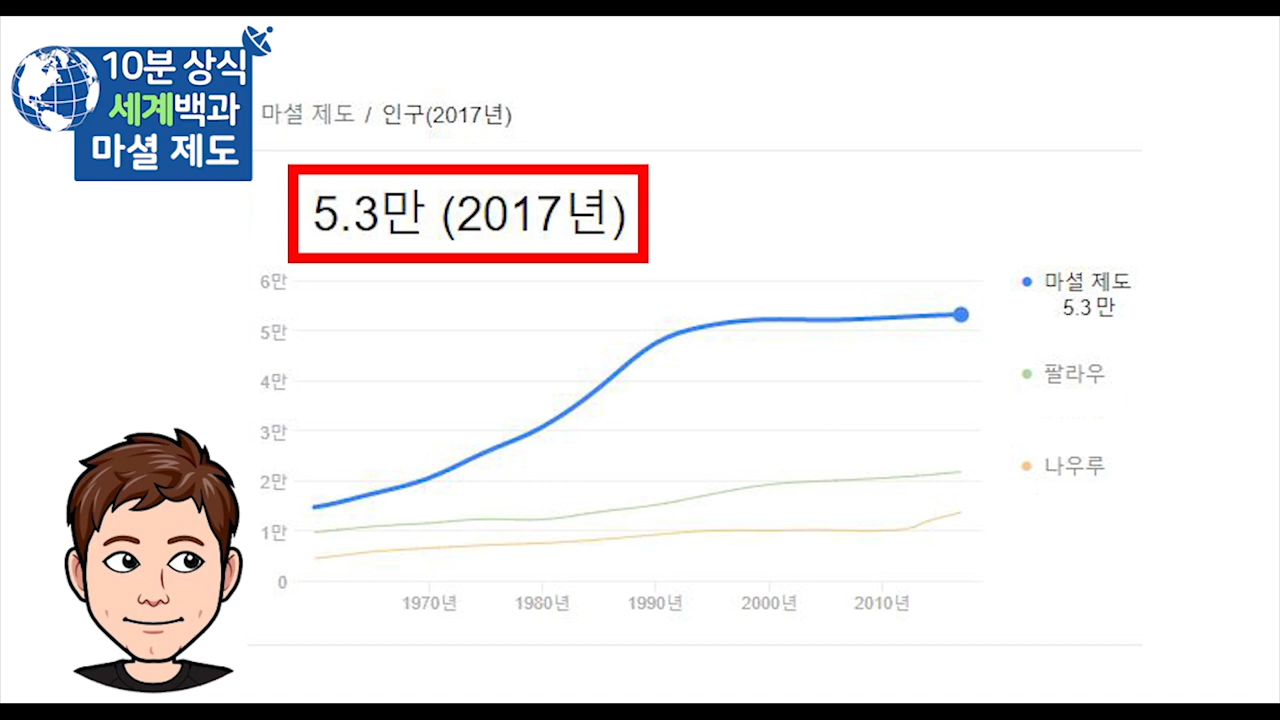 10분 상식
세계백과
마셜 제도
마셜 제도 / 인구(2017년)
5.3만 (2017년)
6만
5만
4만
3만
2만
1만
0
1970년
1980년
1990년
2000년
2010년
마셜 제도
5.3 만
팔라우
나우루